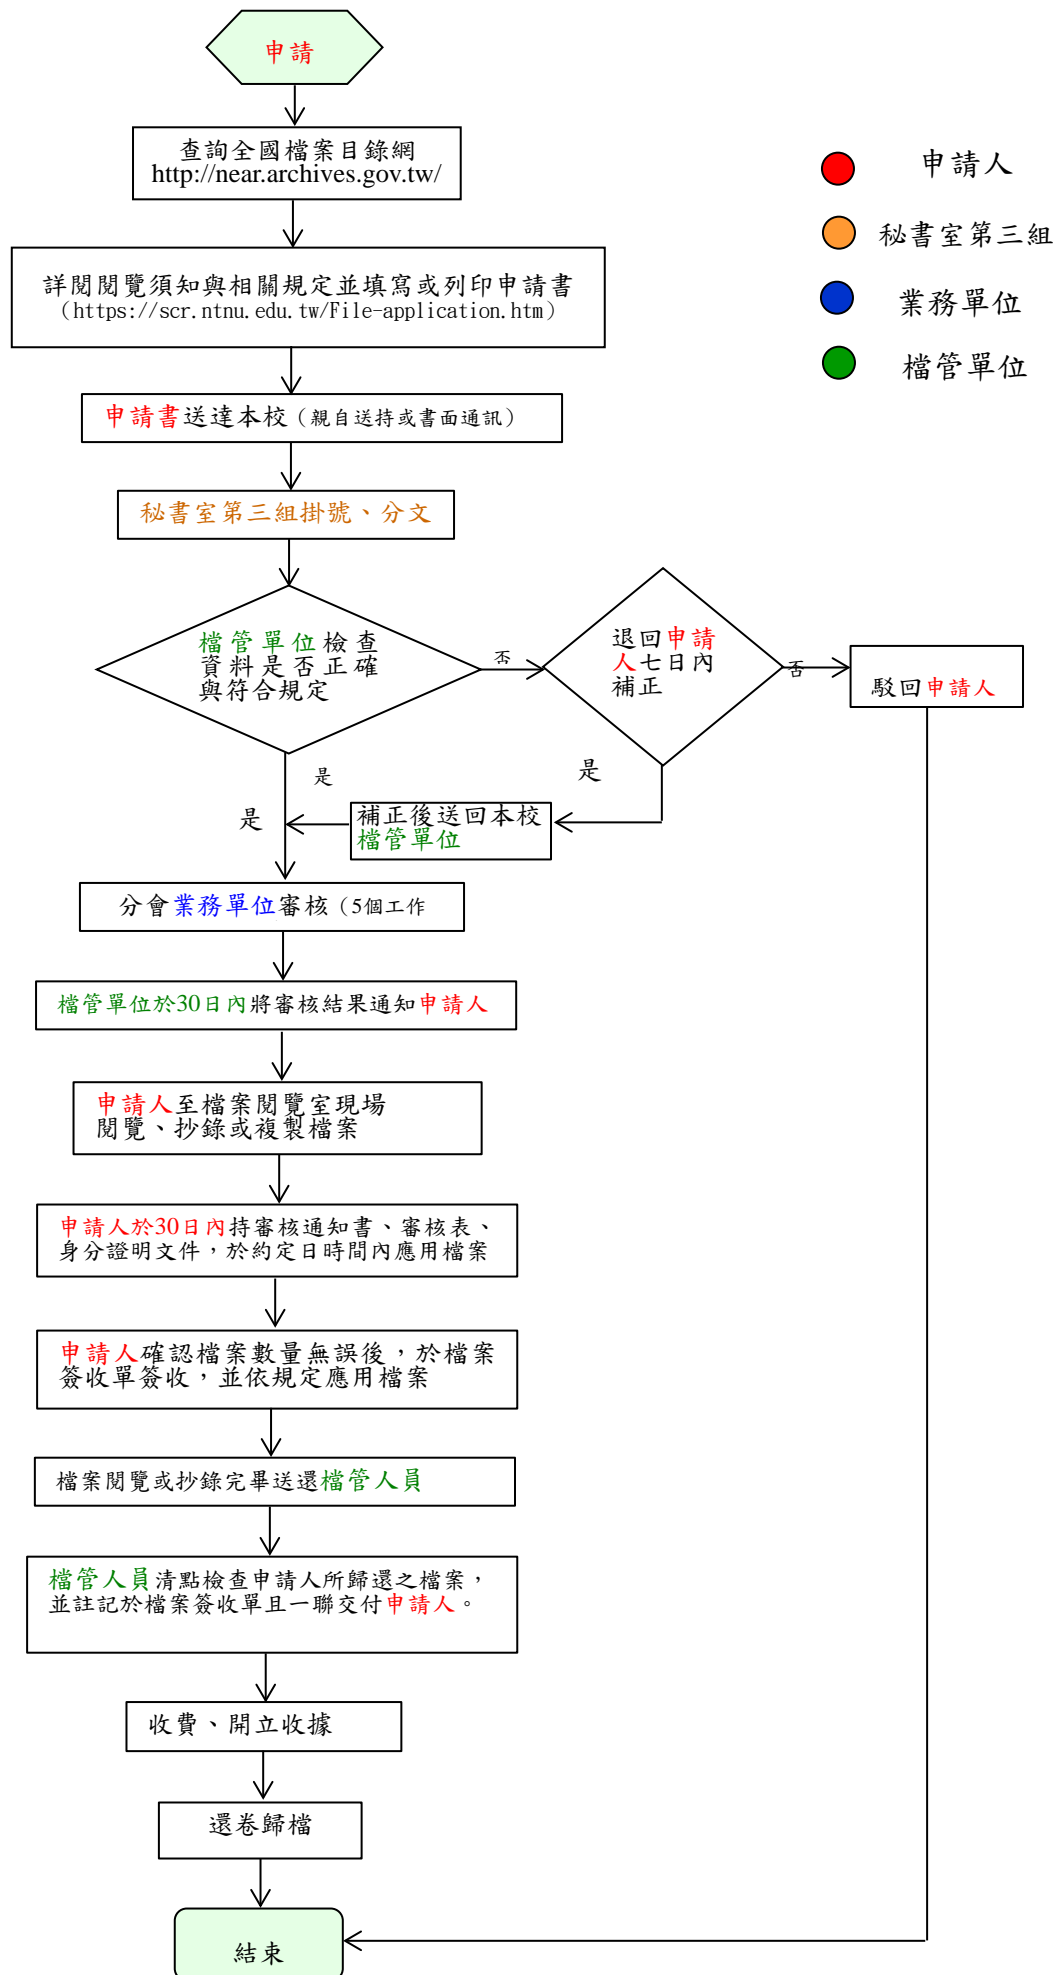 申請
查詢全國檔案目錄網
http://near.archives.gov.tw/
詳閱閱覽須知與相關規定並填寫或列印申請書
（https://scr.ntnu.edu.tw/File-application.htm）
申請書送達本校（親自送持或書面通訊）
秘書室第三組掛號、分文
檔管單位檢查
資料是否正確
與符合規定
否
退回申請
人七日內
補正
否
駁回申請人
是
是
是
補正後送回本校
檔管單位
分會業務單位審核（5個工作
檔管單位於30日內將審核結果通知申請人
申請人至檔案閱覽室現場
閱覽、抄錄或複製檔案
申請人於30日內持審核通知書、審核表、
身分證明文件，於約定日時間內應用檔案
申請人確認檔案數量無誤後，於檔案
簽收單簽收，並依規定應用檔案
檔案閱覽或抄錄完畢送還檔管人員
檔管人員清點檢查申請人所歸還之檔案，
並註記於檔案簽收單且一聯交付申請人。
收費、開立收據
還卷歸檔
結束
申請人
秘書室第三組
業務單位
檔管單位